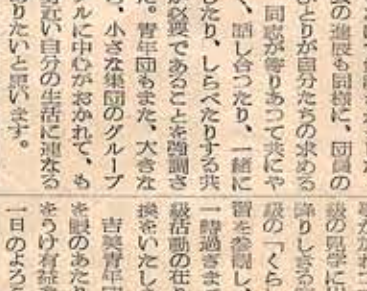 の進展も同様に、団員の
とりが自分たちの求める
同志が寄りあつて共にや
く、話し合つたり、一緒に
したり、しらべたりする共
が必要であることを強調さ
た。青年団もまた、大きな
、小さな集団のグループ
ルに中心がおかれて、も
近い自分の生活に連なる
ありたいと思います。
級の見学に
降りしきる
級の「くら
習を参観し、
一時過ぎま
級活動の在り
換をいたし
吉美青年団
を眼のあたり
をうけ有益
一日のよろ